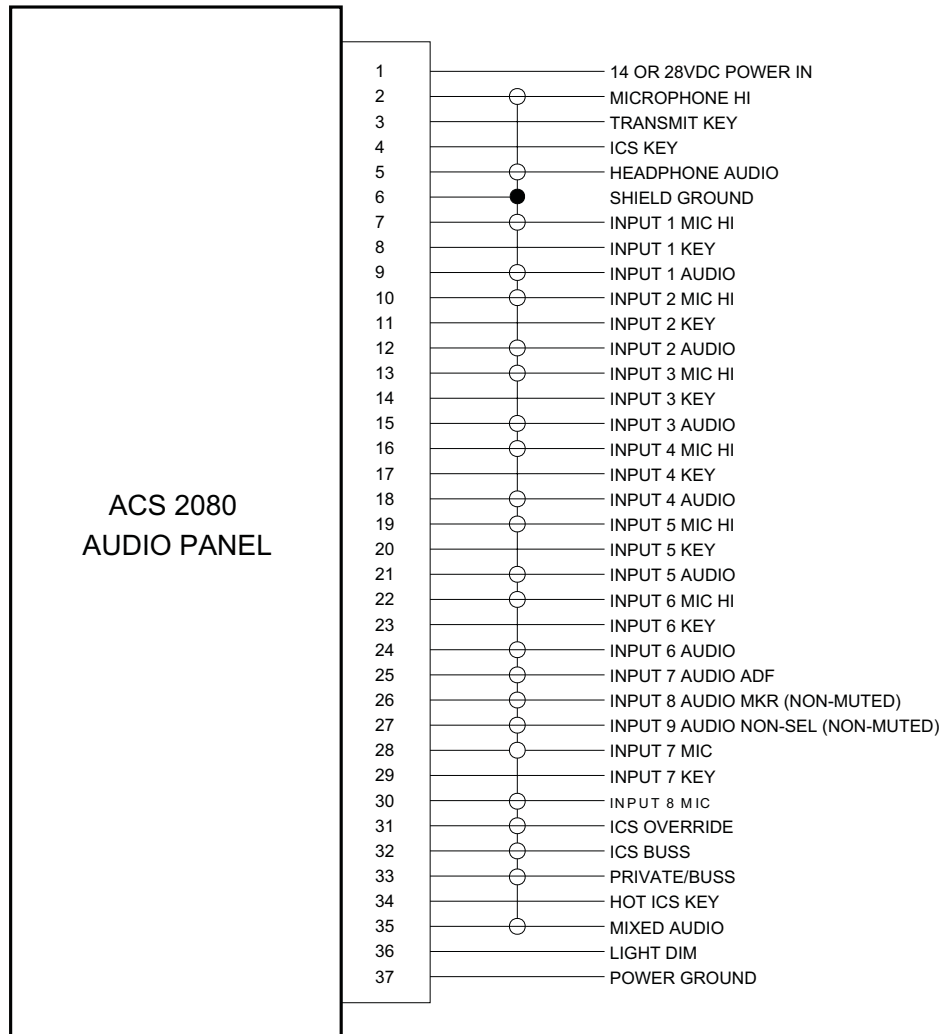 ACS 2080
AUDIO PANEL
1 14 OR 28VDC POWER IN
2 MICROPHONE HI
3 TRANSMIT KEY
4 ICS KEY
5 HEADPHONE AUDIO
6 SHIELD GROUND
7 INPUT 1 MIC HI
8 INPUT 1 KEY
9 INPUT 1 AUDIO
10 INPUT 2 MIC HI
11 INPUT 2 KEY
12 INPUT 2 AUDIO
13 INPUT 3 MIC HI
14 INPUT 3 KEY
15 INPUT 3 AUDIO
16 INPUT 4 MIC HI
17 INPUT 4 KEY
18 INPUT 4 AUDIO
19 INPUT 5 MIC HI
20 INPUT 5 KEY
21 INPUT 5 AUDIO
22 INPUT 6 MIC HI
23 INPUT 6 KEY
24 INPUT 6 AUDIO
25 INPUT 7 AUDIO ADF
26 INPUT 8 AUDIO MKR (NON-MUTED)
27 INPUT 9 AUDIO NON-SEL (NON-MUTED)
28 INPUT 7 MIC
29 INPUT 7 KEY
30 INPUT 8 MIC
31 ICS OVERRIDE
32 ICS BUSS
33 PRIVATE/BUSS
34 HOT ICS KEY
35 MIXED AUDIO
36 LIGHT DIM
37 POWER GROUND